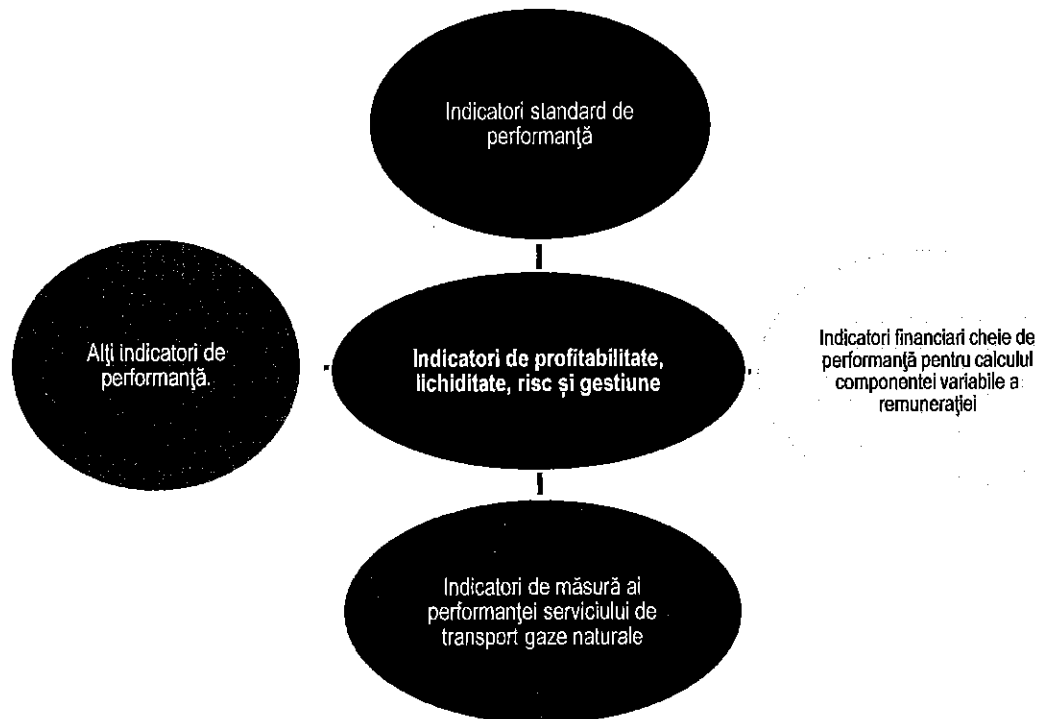 Indicatori standard de
performanţă
Alţi indicatori de
performanţă.
Indicatori de profitabilitate,
lichiditate, risc și gestiune
Indicatori financiari cheie de
performanţă pentru calculul
componentei variabile a
remuneraţiei
Indicatori de măsură ai
performanţei serviciului de
transport gaze naturale